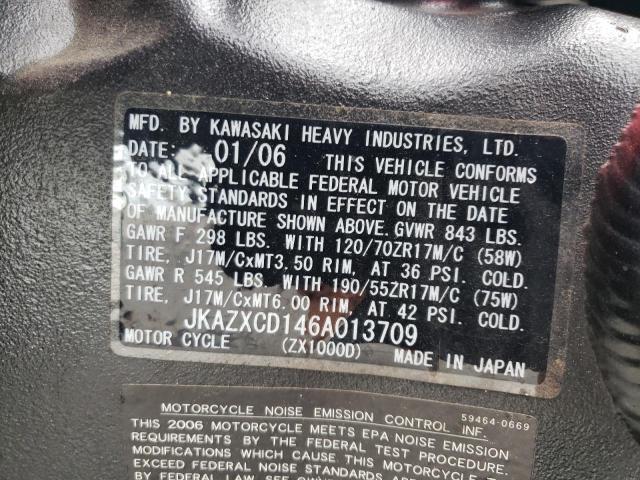 MFD. BY KAWASAKI HEAVY INDUSTRIES, LTD.
DATE: 01/06 THIS VEHICLE CONFORMS
TO ALL APPLICABLE FEDERAL MOTOR VEHICLE
SAFETY STANDARDS IN EFFECT ON THE DATE
OF MANUFACTURE SHOWN ABOVE. GVWR 843 LBS.
GAWR F 298 LBS. WITH 120/70ZR17M/C (58W)
TIRE, J17M/CxMT3.50 RIM, AT 36 PSI. COLD.
GAWR R 545 LBS. WITH 190/55ZR17M/C (75W)
TIRE, J17M/CxMT6.00 RIM, AT 42 PSI. COLD.
JKAZXCD146A013709
MOTOR CYCLE (ZX1000D) MADE IN JAPAN
59464-0669
MOTORCYCLE NOISE EMISSION CONTROL INF.
THIS 2006 MOTORCYCLE MEETS EPA NOISE EMISSION
REQUIREMENTS BY THE FEDERAL TEST PROCEDURE.
MODIFICATIONS WHICH CAUSE THIS MOTORCYCLE T
EXCEED FEDERAL NOISE STANDARDS ARE
BY FEDERAL LAW. SEE OWNE